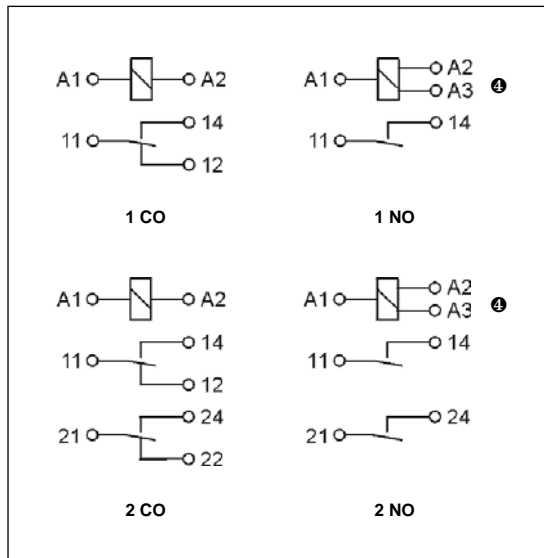 A1 A2 A1 A2
A3 ❹
11 14 11 14
12
1 CO 1 NO
A1 A2 A1 A2
A3 ❹
11 14 11 14
12
21 24 21 24
22
2 CO 2 NO